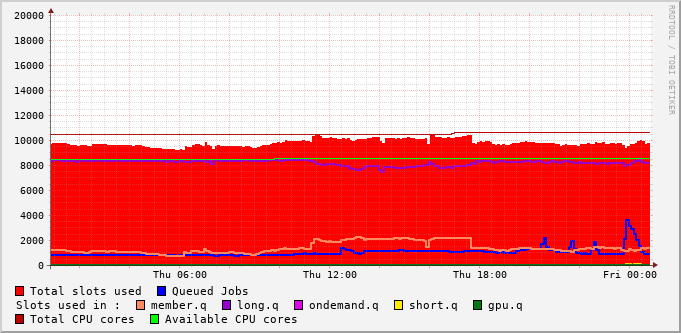 RRDTOOL / TOBI OETIKER
20000
18000
16000
14000
12000
10000
8000
6000
4000
2000
0
Thu 06:00 Thu 12:00 Thu 18:00 Fri 00:00
Total slots used Queued Jobs
Slots used in : member.q long.q ondemand.q short.q gpu.q
Total CPU cores Available CPU cores